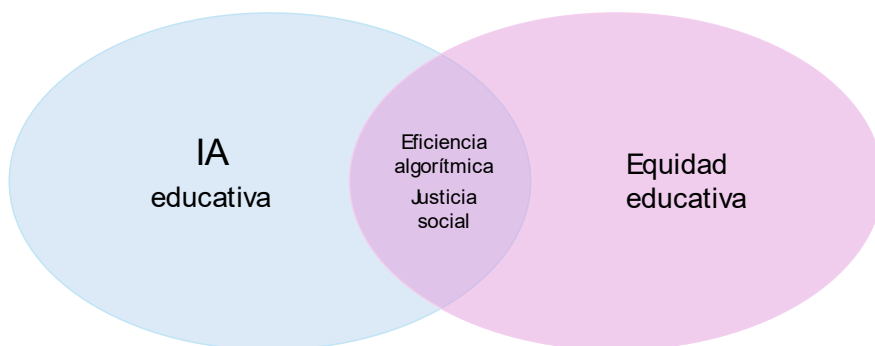 IA
educativa
Eficiencia
algorítmica
Justicia
social
Equidad
educativa